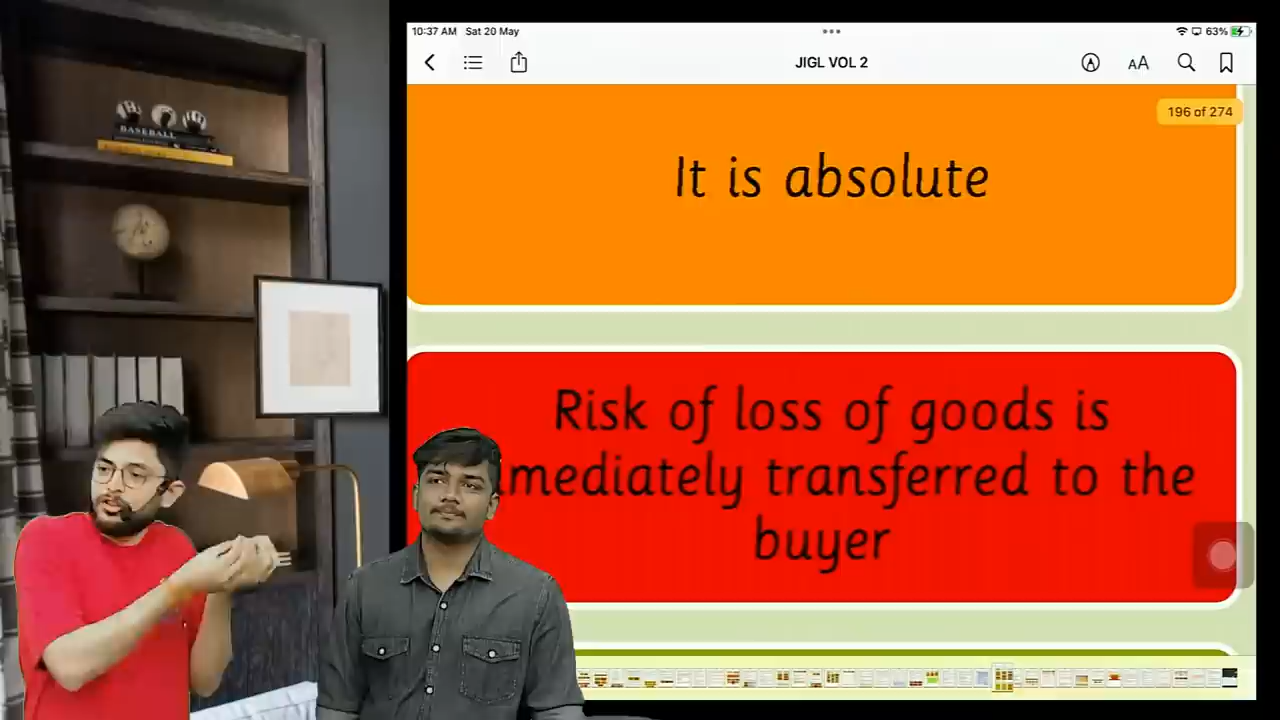 10:37 AM Sat 20 May
63%
JIGL VOL 2
AA
196 of 274
It is absolute
Risk of loss of goods is
mediately transferred to the
buyer
BASEBALL